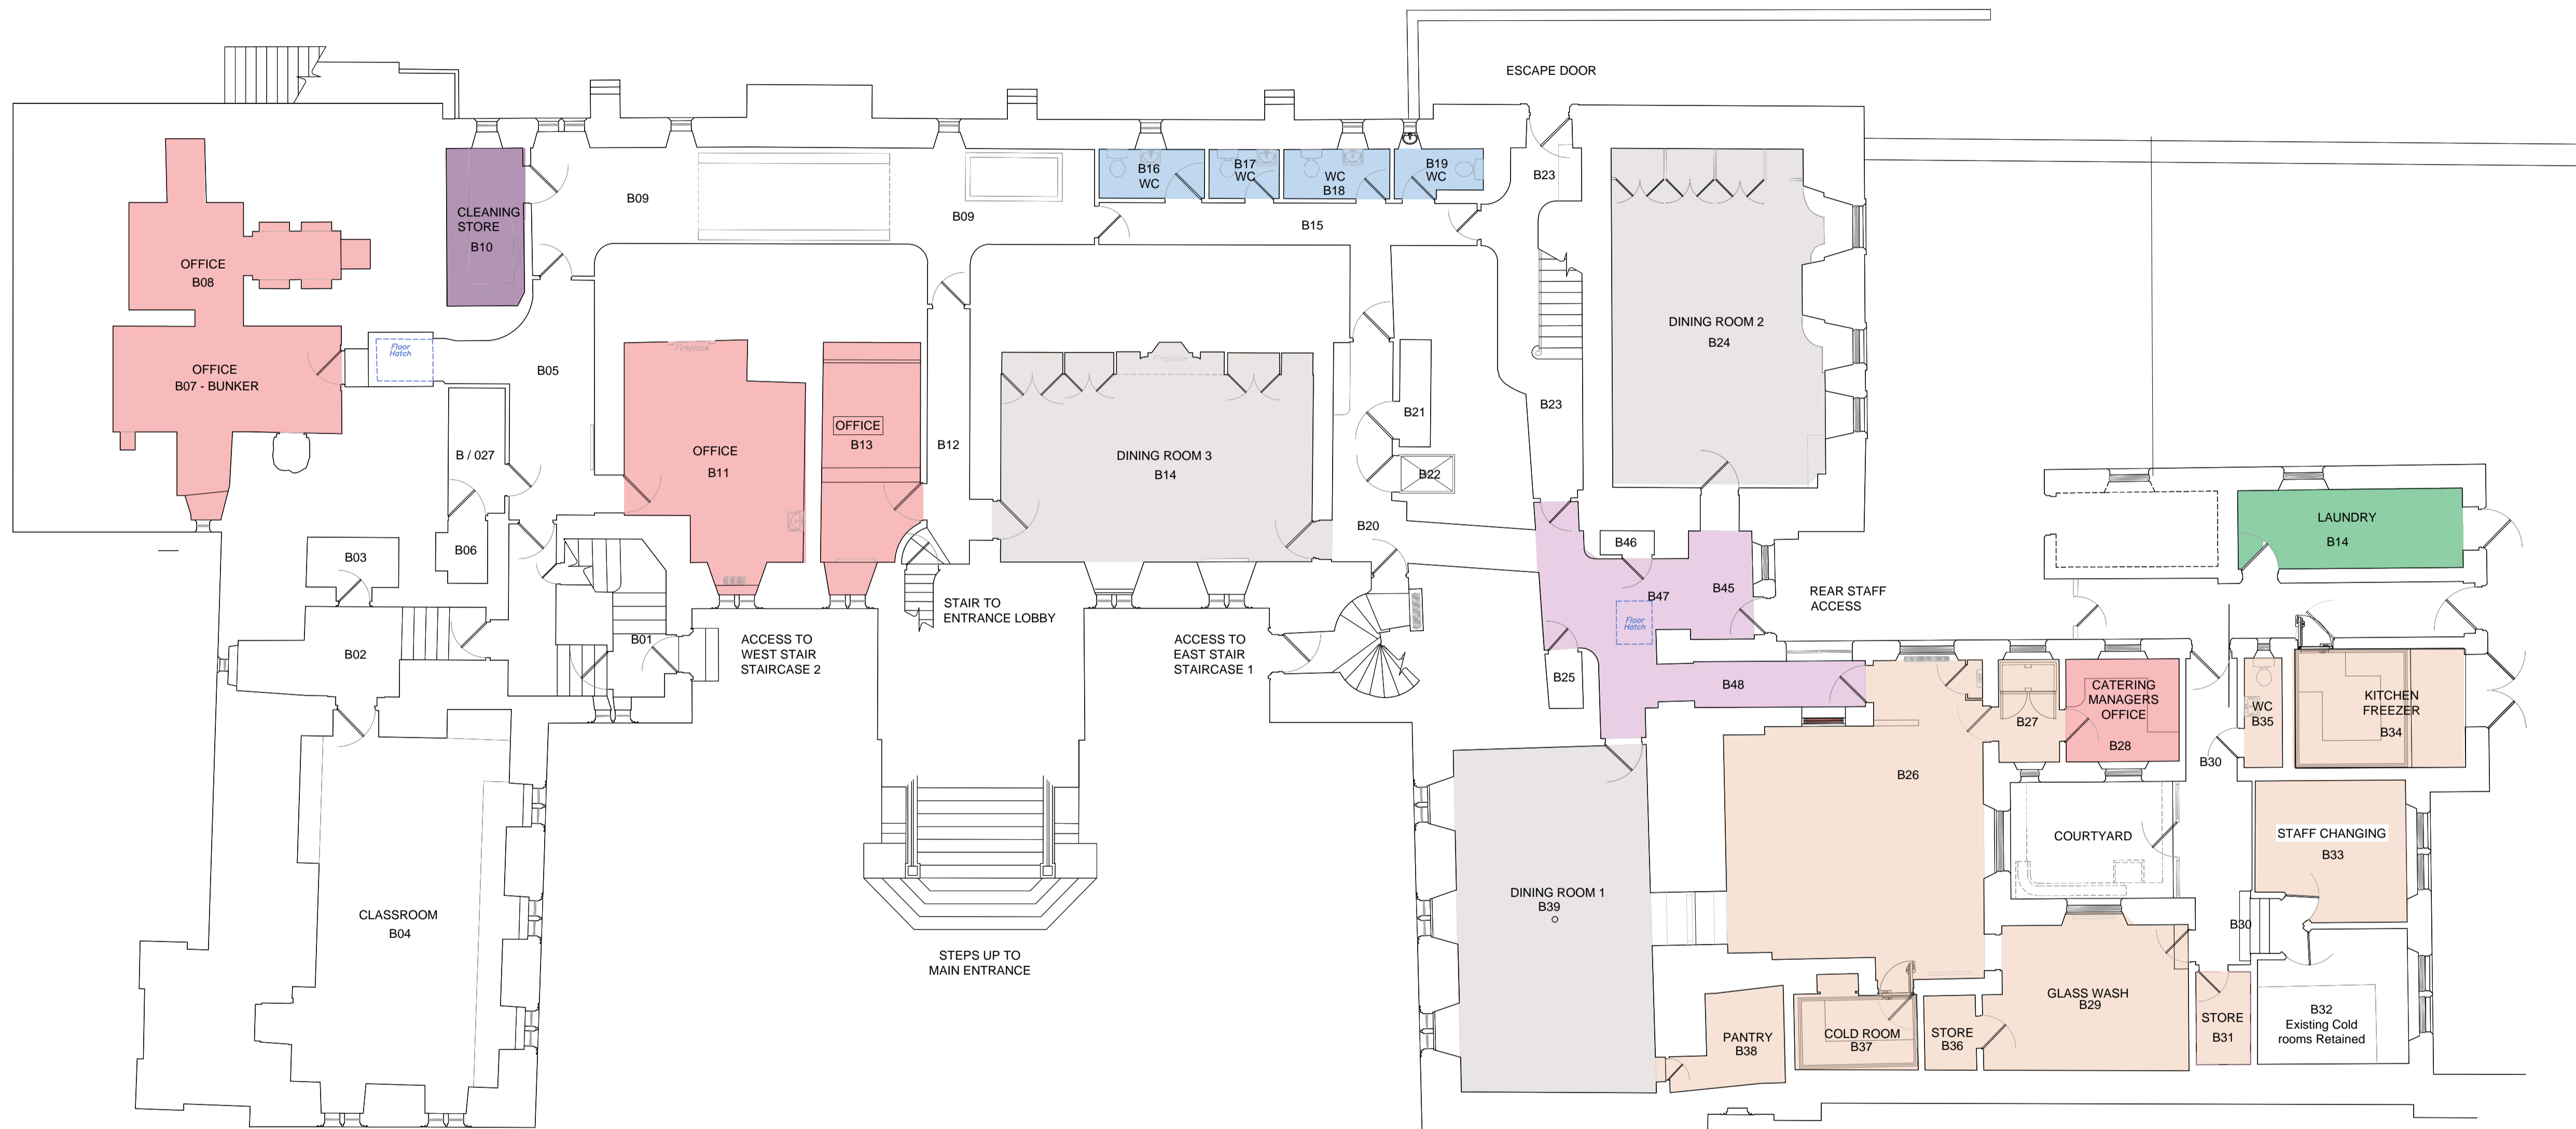 ESCAPE DOOR
B16
WC
B17
WC
WC
B18
B19
WC
B23
B09
B09
B15
CLEANING
STORE
B10
OFFICE
B08
Floor
Hatch
OFFICE
B07 - BUNKER
B05
Fireplace
Fireplace
DINING ROOM 2
B24
B21
B23
OFFICE
B13
B12
OFFICE
B11
DINING ROOM 3
B14
B / 027
B22
B20
LAUNDRY
B14
B03
B06
B46
B47
B45
Floor
Hatch
REAR STAFF
ACCESS
STAIR TO
ENTRANCE LOBBY
B01
B02
ACCESS TO
WEST STAIR
STAIRCASE 2
ACCESS TO
EAST STAIR
STAIRCASE 1
B25
B48
B27
CATERING
MANAGERS
OFFICE
B28
WC
B35
KITCHEN
FREEZER
B34
B30
B26
COURTYARD
STAFF CHANGING
B33
DINING ROOM 1
B39
CLASSROOM
B04
B30
STEPS UP TO
MAIN ENTRANCE
GLASS WASH
B29
PANTRY
B38
COLD ROOM
B37
STORE
B36
STORE
B31
B32
Existing Cold
rooms Retained